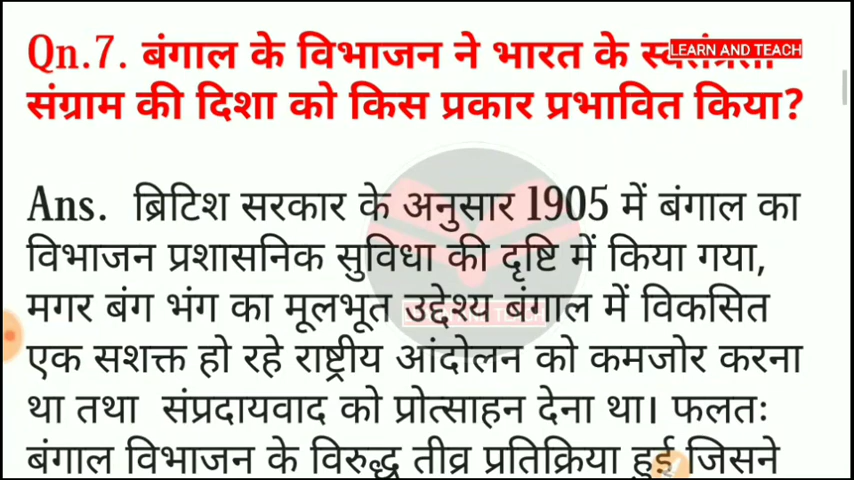 Qn.7. बंगाल के विभाजन ने भारत के
LEARN AND TEACH
संग्राम की दिशा को किस प्रकार प्रभावित किया?
Ans. ब्रिटिश सरकार के अनुसार 1905 में बंगाल का
विभाजन प्रशासनिक सुविधा की दृष्टि में किया गया,
मगर बंग भंग का मूलभूत उद्देश्य बंगाल में विकसित
एक सशक्त हो रहे राष्ट्रीय आंदोलन को कमजोर करना
था तथा संप्रदायवाद को प्रोत्साहन देना था। फलतः
बंगाल विभाजन के विरुद्ध तीव्र प्रतिक्रिया हुई जिसने